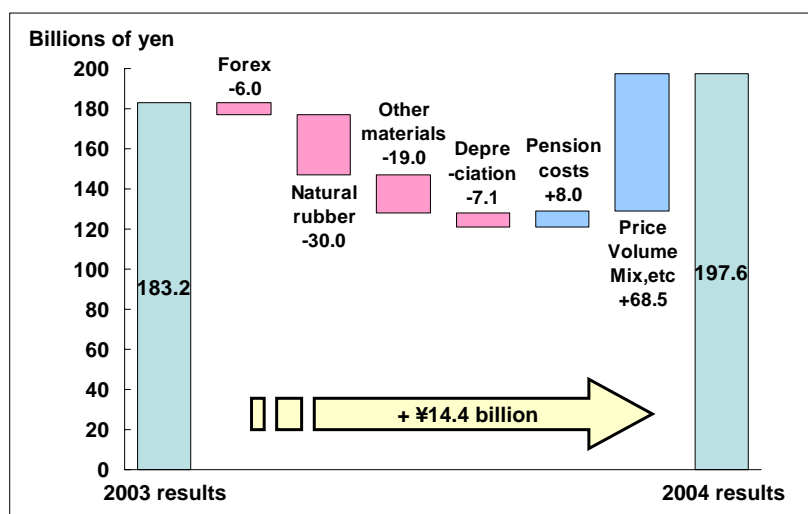 Billions of yen
200
180
160
140
120
100
80
60
40
20
0
Forex
-6.0
Natural
rubber
-30.0
Other
materials
-19.0
Depre
-ciation
-7.1
Pension
costs
+8.0
Price
Volume
Mix,etc
+68.5
183.2
197.6
+ ¥14.4 billion
2003 results
2004 results